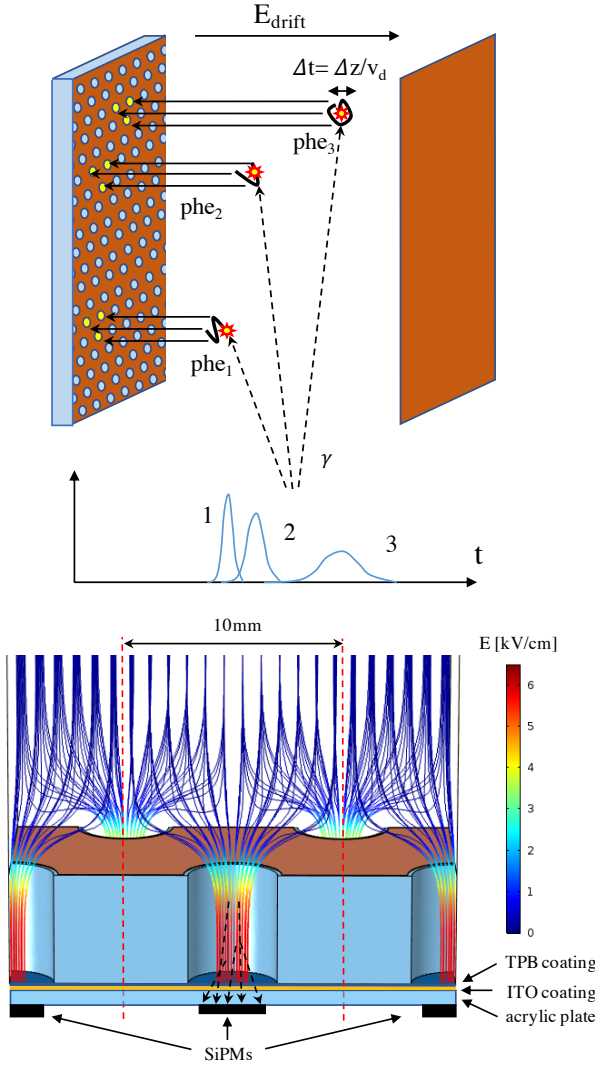 E_drift
Δt= Δz/v_d
phe_3
phe_2
phe_1
γ
1
2
3
t
10mm
E [kV/cm]
6
5
4
3
2
1
0
TPB coating
ITO coating
acrylic plate
SiPMs